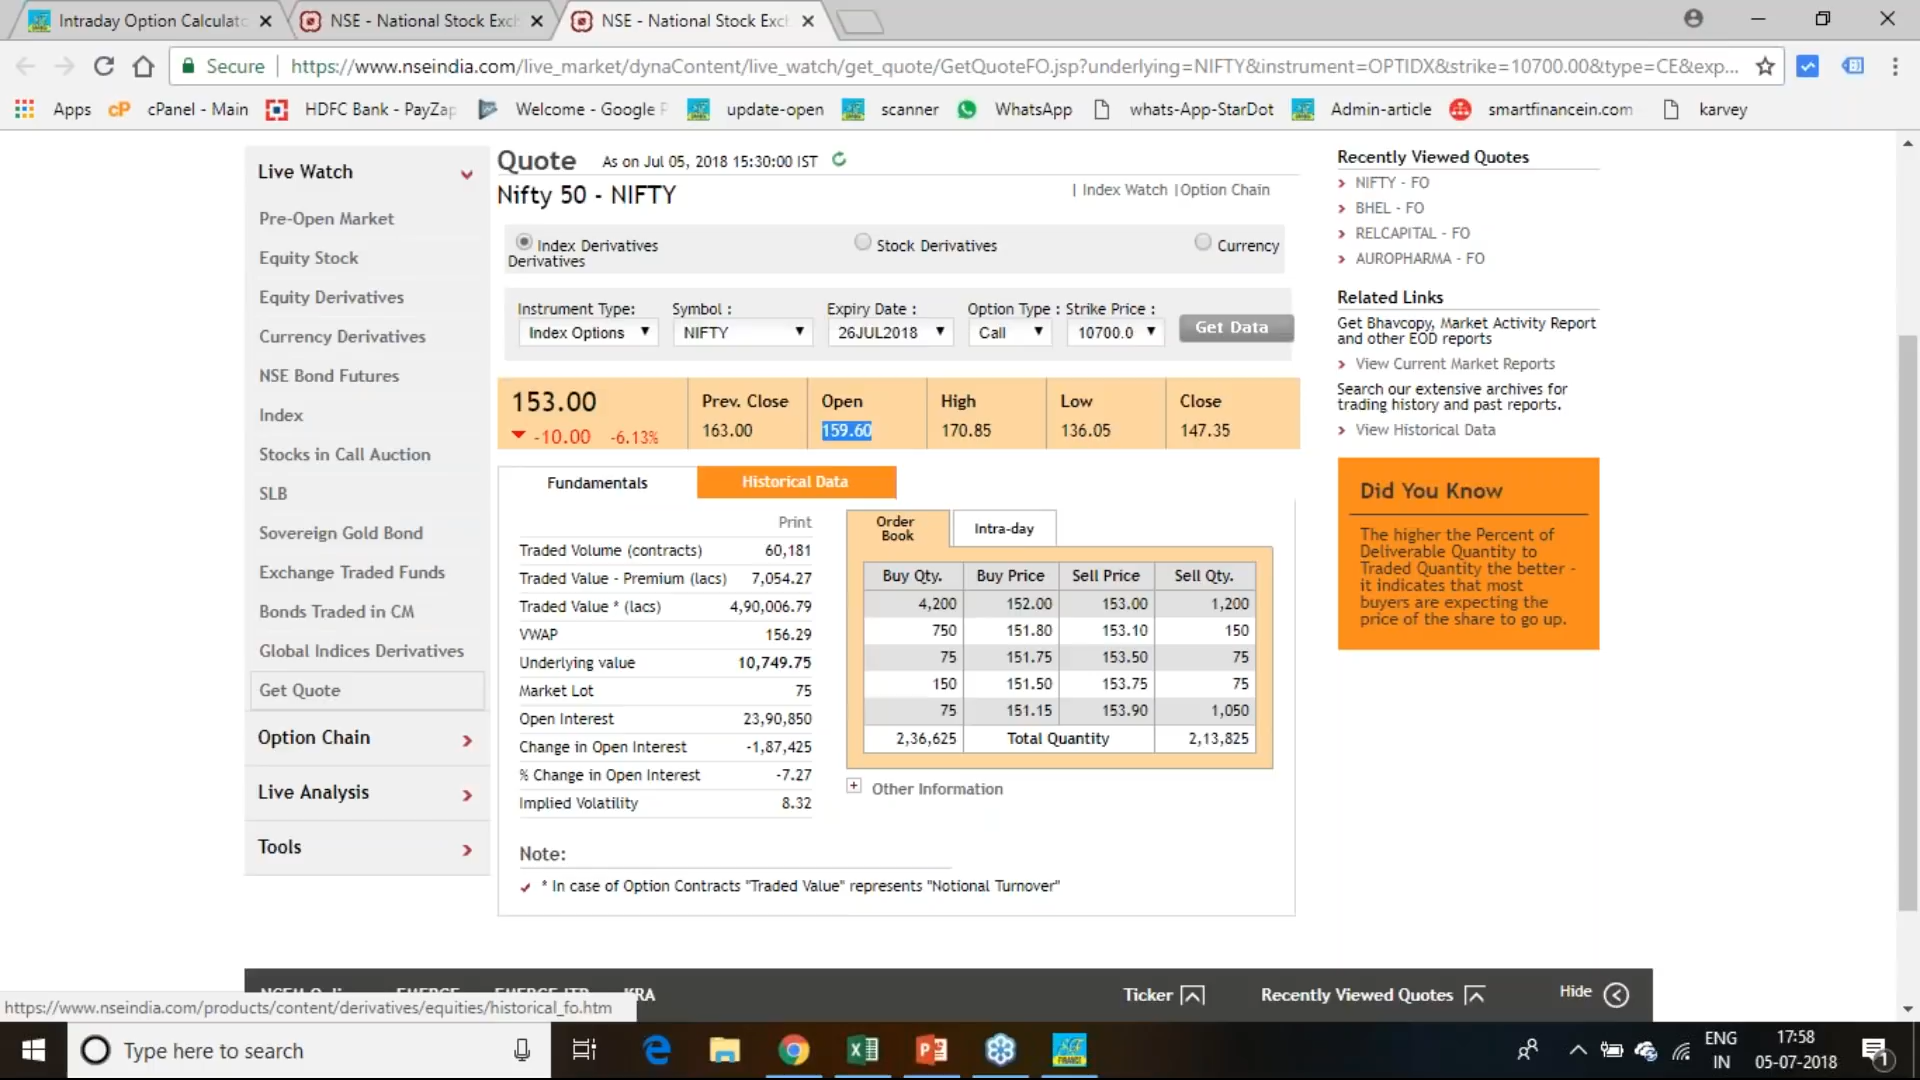 Intraday Option Calculato
NSE - National Stock Exch
NSE - National Stock Exch
Secure
https://www.nseindia.com/live_market/dynaContent/live_watch/get_quote/GetQuoteFO.jsp?underlying=NIFTY&instrument=OPTIDX&strike=10700.00&type=CE&exp...
Apps
cPanel - Main
HDFC Bank - PayZap
Welcome - Google P
update-open
scanner
WhatsApp
whats-App-StarDot
Admin-article
smartfinancein.com
karvey
Live Watch
Pre-Open Market
Equity Stock
Equity Derivatives
Currency Derivatives
NSE Bond Futures
Index
Stocks in Call Auction
SLB
Sovereign Gold Bond
Exchange Traded Funds
Bonds Traded in CM
Global Indices Derivatives
Get Quote
Option Chain
Live Analysis
Tools
Quote As on Jul 05, 2018 15:30:00 IST
Nifty 50 - NIFTY
| Index Watch |Option Chain
Index Derivatives Stock Derivatives Currency
Derivatives
Instrument Type: Symbol : Expiry Date : Option Type : Strike Price :
Index Options NIFTY 26JUL2018 Call 10700.0 Get Data
153.00 Prev. Close Open High Low Close
-10.00 -6.13% 163.00 159.60 170.85 136.05 147.35
Fundamentals Historical Data
Print
Traded Volume (contracts) 60,181
Traded Value - Premium (lacs) 7,054.27
Traded Value * (lacs) 4,90,006.79
VWAP 156.29
Underlying value 10,749.75
Market Lot 75
Open Interest 23,90,850
Change in Open Interest -1,87,425
% Change in Open Interest -7.27
Implied Volatility 8.32
Order
Book
Intra-day
Buy Qty. Buy Price Sell Price Sell Qty.
4,200 152.00 153.00 1,200
750 151.80 153.10 150
75 151.75 153.50 75
150 151.50 153.75 75
75 151.15 153.90 1,050
2,36,625 Total Quantity 2,13,825
Other Information
Note:
* In case of Option Contracts "Traded Value" represents "Notional Turnover"
Recently Viewed Quotes
NIFTY - FO
BHEL - FO
RELCAPITAL - FO
AUROPHARMA - FO
Related Links
Get Bhavcopy, Market Activity Report
and other EOD reports
View Current Market Reports
Search our extensive archives for
trading history and past reports.
View Historical Data
Did You Know
The higher the Percent of
Deliverable Quantity to
Traded Quantity the better -
it indicates that most
buyers are expecting the
price of the share to go up.
Ticker
Recently Viewed Quotes
Hide
https://www.nseindia.com/products/content/derivatives/equities/historical_fo.htm
Type here to search
ENG
IN
17:58
05-07-2018
1